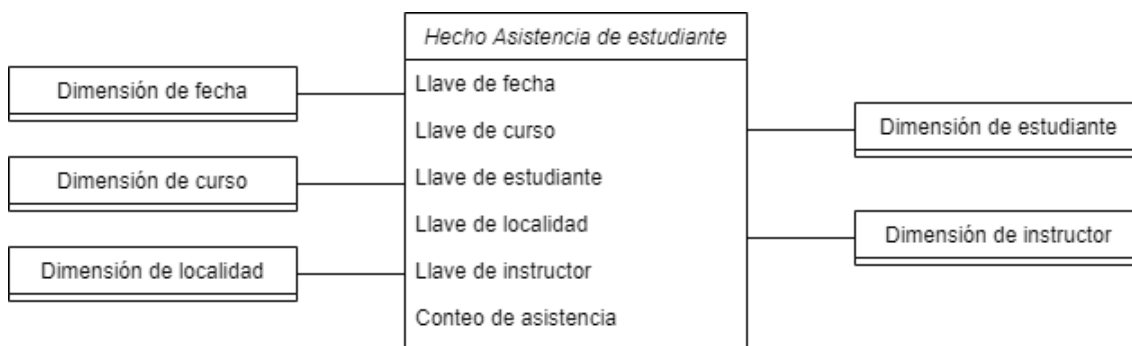 Hecho Asistencia de estudiante
Dimensión de fecha
Dimensión de curso
Dimensión de localidad
Llave de fecha
Llave de curso
Llave de estudiante
Llave de localidad
Llave de instructor
Conteo de asistencia
Dimensión de estudiante
Dimensión de instructor